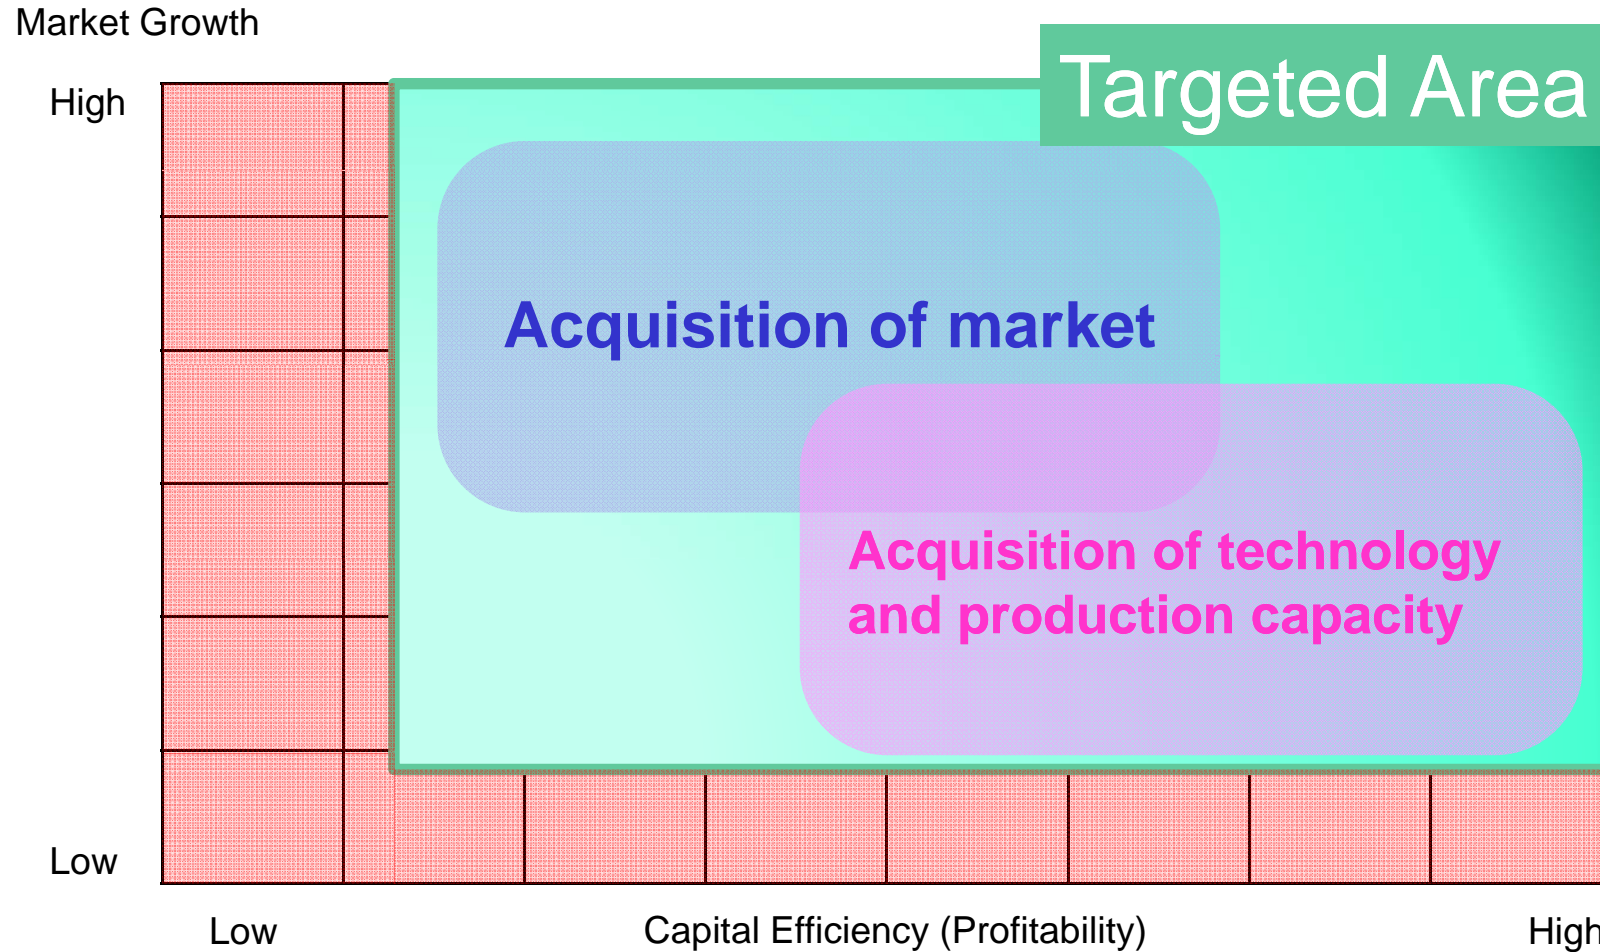 Market Growth
Targeted Area
High
Acquisition of market
Acquisition of technology
and production capacity
Low
Low
Capital Efficiency (Profitability)
High